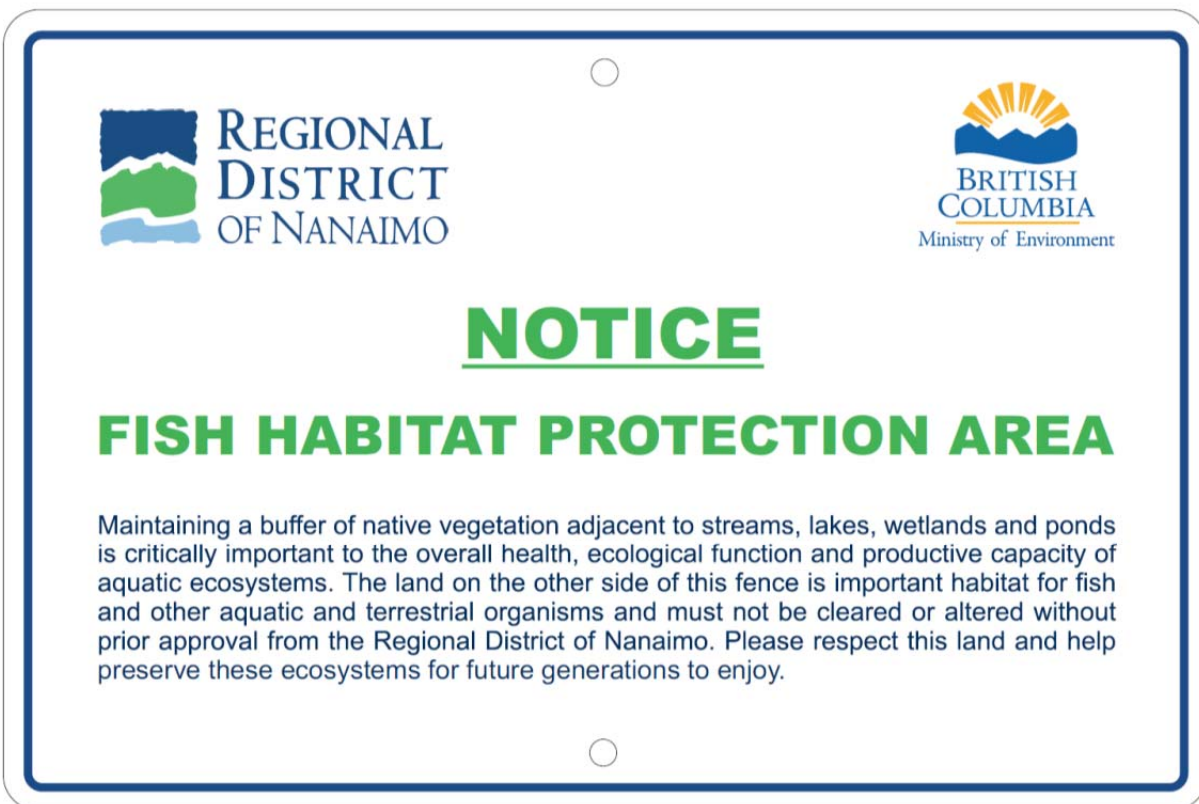 REGIONAL
DISTRICT
OF NANAIMO
BRITISH
COLUMBIA
Ministry of Environment
NOTICE
FISH HABITAT PROTECTION AREA
Maintaining a buffer of native vegetation adjacent to streams, lakes, wetlands and ponds
is critically important to the overall health, ecological function and productive capacity of
aquatic ecosystems. The land on the other side of this fence is important habitat for fish
and other aquatic and terrestrial organisms and must not be cleared or altered without
prior approval from the Regional District of Nanaimo. Please respect this land and help
preserve these ecosystems for future generations to enjoy.